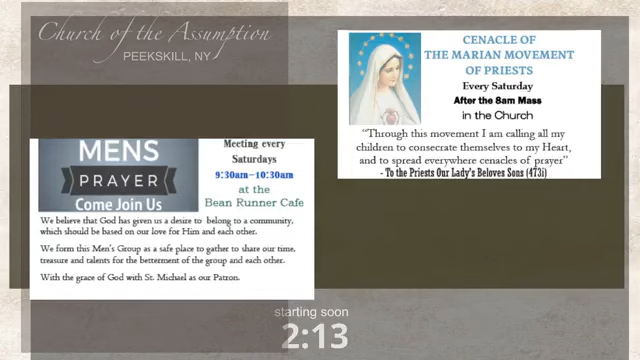 Church of the Assumption
PEEKSKILL, NY
CENACLE OF
THE MARIAN MOVEMENT
OF PRIESTS
Every Saturday
After the 8am Mass
in the Church
“Through this movement I am calling all my
children to consecrate themselves to my Heart,
and to spread everywhere cenacles of prayer”
- To the Priests Our Lady's Beloves Sons (473i)
MENS
PRAYER
Come Join Us
Meeting every
Saturdays
9:30am-10:30am
at the
Bean Runner Cafe
We believe that God has given us a desire to belong to a community,
which should be based on our love for Him and each other.
We form this Men's Group as a safe place to gather to share our time,
treasure and talents for the betterment of the group and each other.
With the grace of God with St. Michael as our Patron.
starting soon
2:13